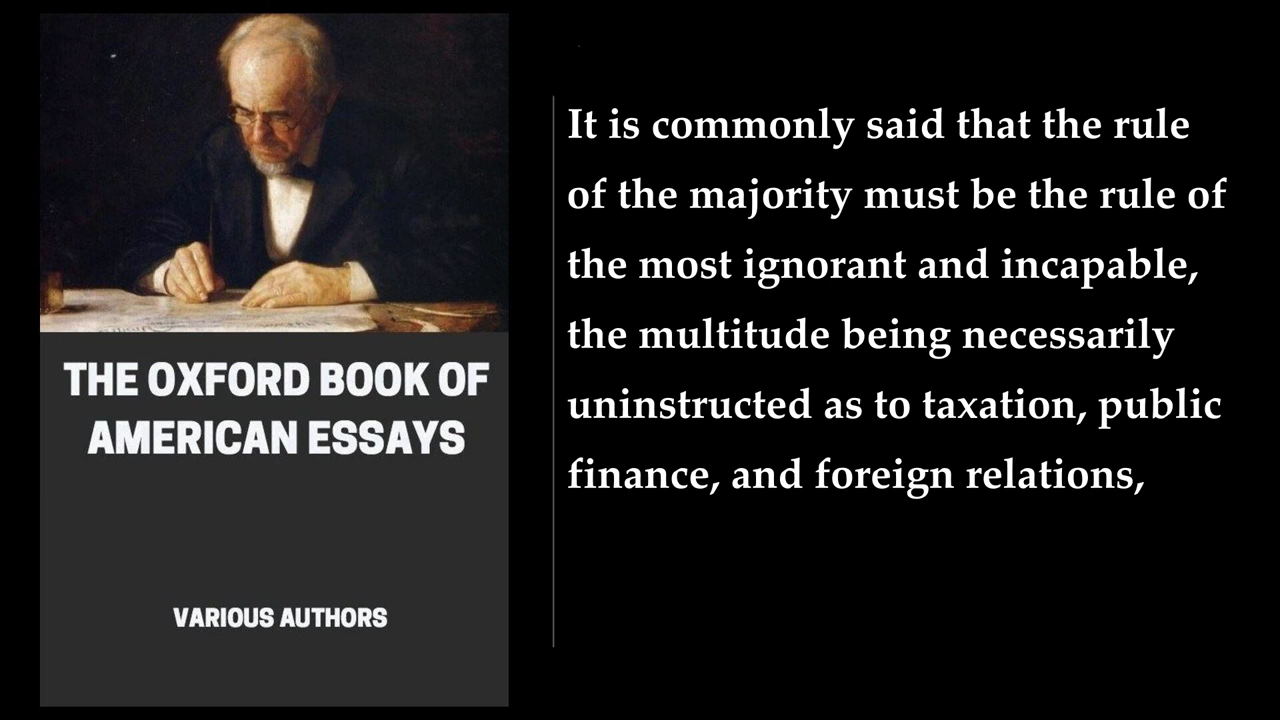 THE OXFORD BOOK OF
AMERICAN ESSAYS
VARIOUS AUTHORS
It is commonly said that the rule
of the majority must be the rule of
the most ignorant and incapable,
the multitude being necessarily
uninstructed as to taxation, public
finance, and foreign relations,